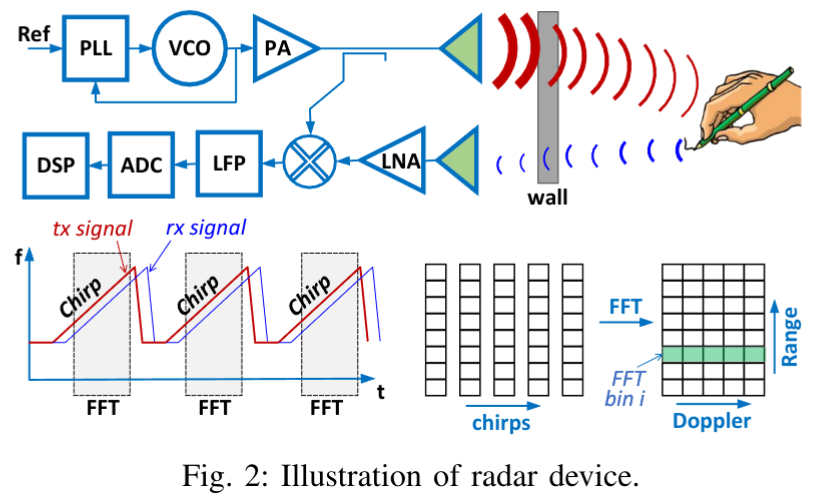 Ref
PLL
VCO
PA
DSP
ADC
LFP
LNA
wall
tx signal
rx signal
f
Chirp
Chirp
Chirp
t
FFT
FFT
FFT
chirps
FFT
FFT
bin i
Range
Doppler
Fig. 2: Illustration of radar device.